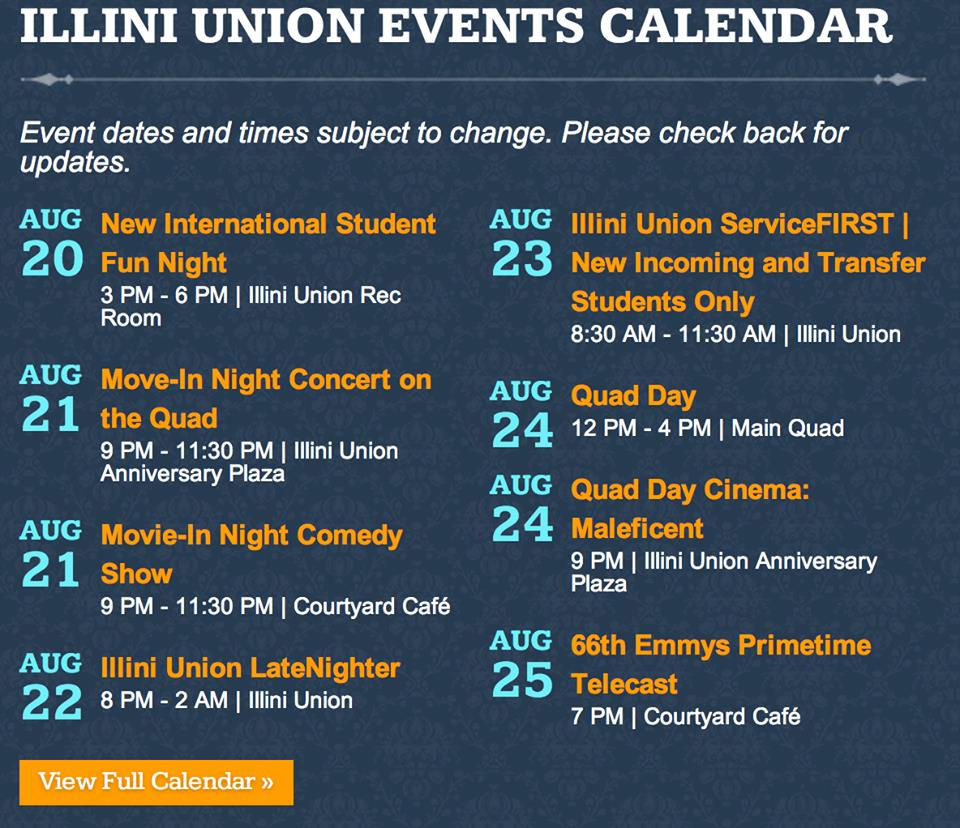 ILLINI UNION EVENTS CALENDAR
Event dates and times subject to change. Please check back for
updates.
AUG
20
New International Student
Fun Night
3 PM - 6 PM | Illini Union Rec
Room
AUG
21
Move-In Night Concert on
the Quad
9 PM - 11:30 PM | Illini Union
Anniversary Plaza
AUG
21
Movie-In Night Comedy
Show
9 PM - 11:30 PM | Courtyard Café
AUG
22
Illini Union LateNighter
8 PM - 2 AM | Illini Union
AUG
23
Illini Union ServiceFIRST |
New Incoming and Transfer
Students Only
8:30 AM - 11:30 AM | Illini Union
AUG
24
Quad Day
12 PM - 4 PM | Main Quad
AUG
24
Quad Day Cinema:
Maleficent
9 PM | Illini Union Anniversary
Plaza
AUG
25
66th Emmys Primetime
Telecast
7 PM | Courtyard Café
View Full Calendar »